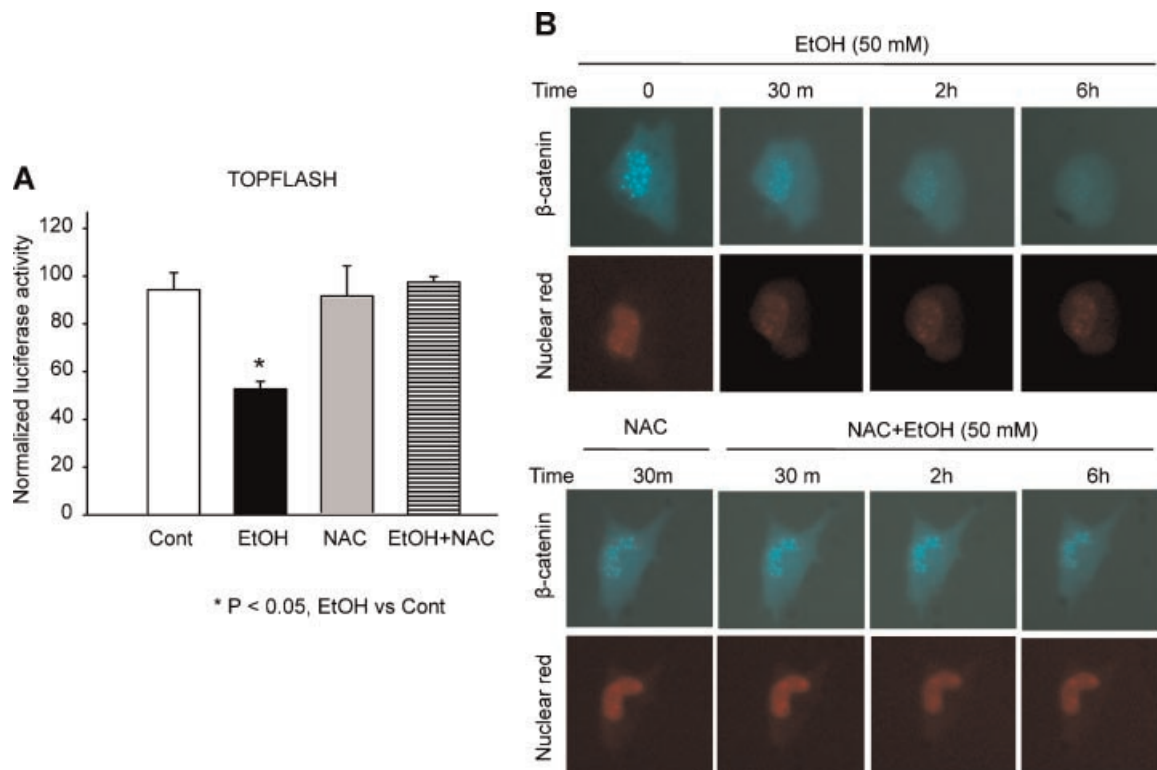 A
TOPFLASH
Normalized luciferase activity
120
100
80
60
40
20
0
*
Cont EtOH NAC EtOH+NAC
* P < 0.05, EtOH vs Cont
B
EtOH (50 mM)
Time 0 30 m 2h 6h
β-catenin
Nuclear red
NAC NAC+EtOH (50 mM)
Time 30m 30 m 2h 6h
β-catenin
Nuclear red